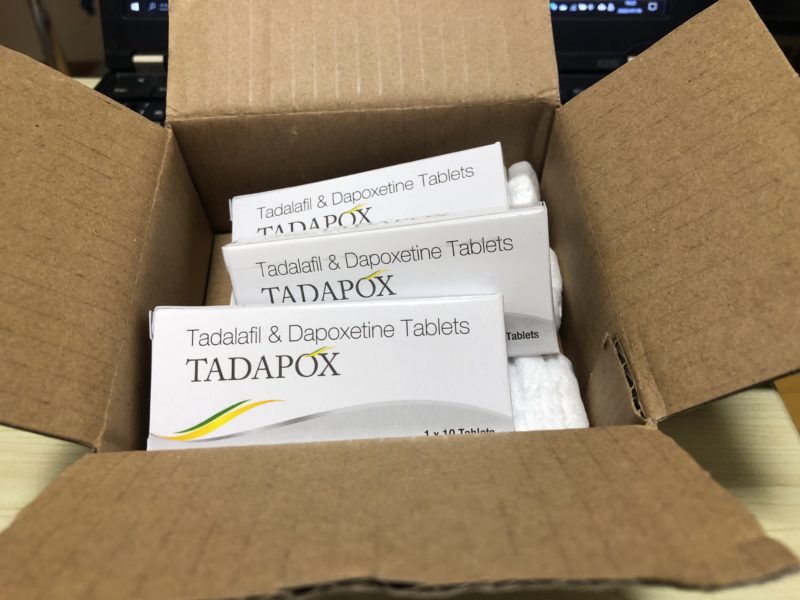 Tadalafil & Dapoxetine Tablets
TADAPOX
Tadalafil & Dapoxetine Tablets
TADAPOX
Tablets
Tadalafil & Dapoxetine Tablets
TADAPOX
1 x 10 Tablets